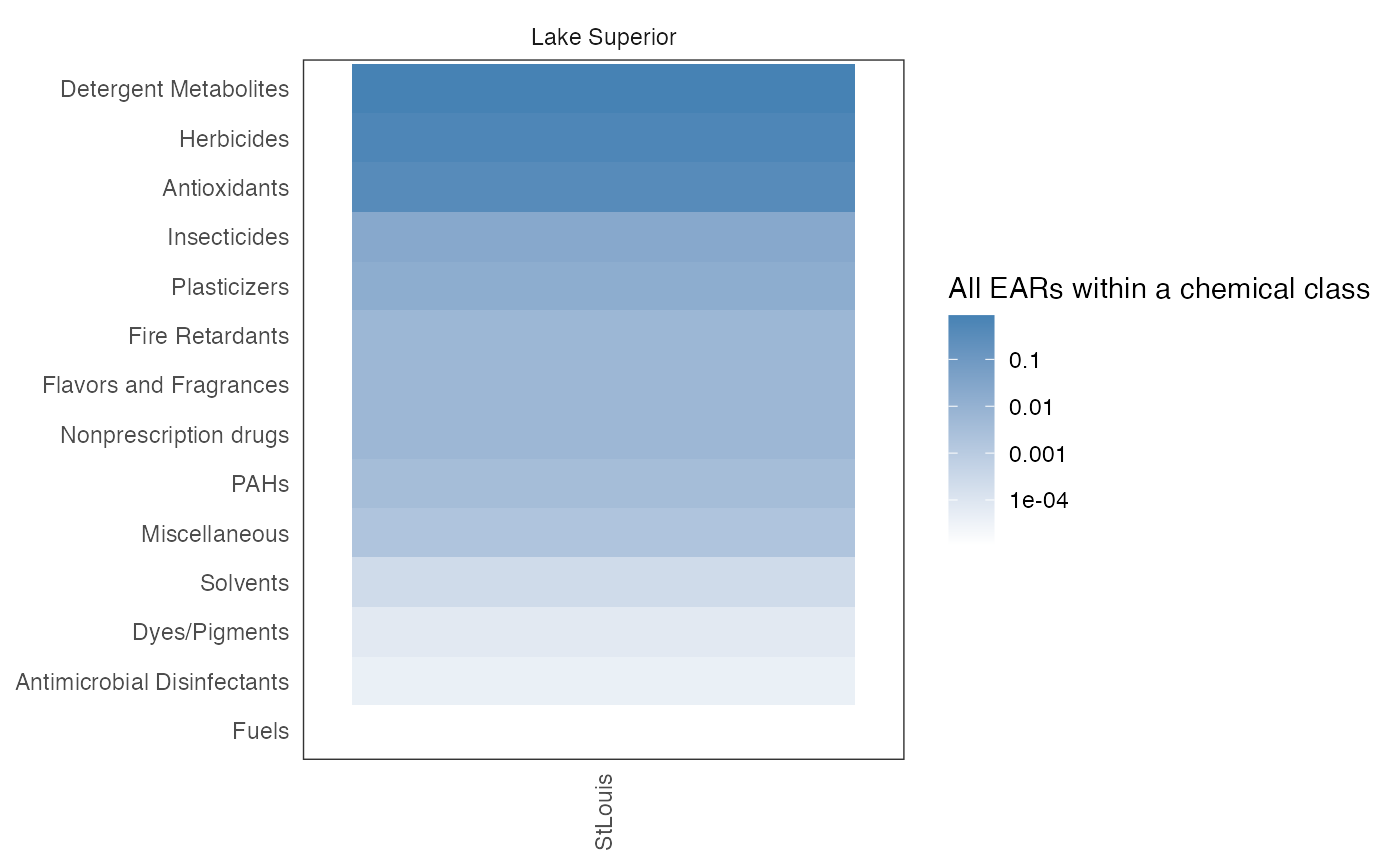 Lake Superior
Detergent Metabolites
Herbicides
Antioxidants
Insecticides
Plasticizers
Fire Retardants
Flavors and Fragrances
Nonprescription drugs
PAHs
Miscellaneous
Solvents
Dyes/Pigments
Antimicrobial Disinfectants
Fuels
StLouis
All EARs within a chemical class
0.1
0.01
0.001
1e-04